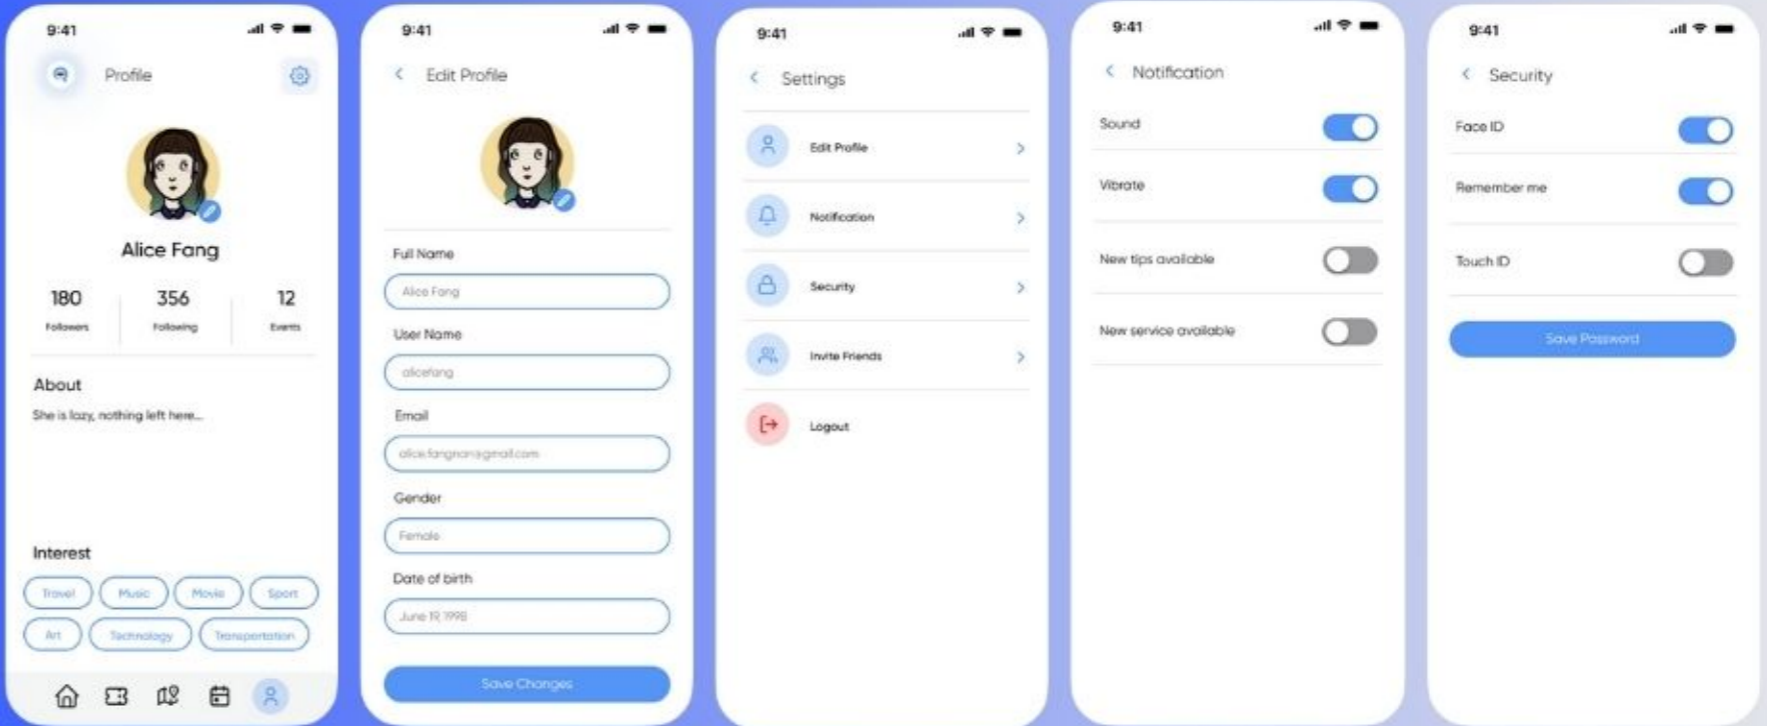 9:41
Profile
Alice Fang
180
356
12
Followers
Following
Events
About
She is lazy, nothing left here...
Interest
Travel
Music
Movie
Sport
Art
Technology
Transportation
9:41
Edit Profile
Full Name
Alice Fang
User Name
alicefang
Email
alice.fangnan@gmail.com
Gender
Female
Date of birth
June 19, 1998
Save Changes
9:41
Settings
Edit Profile
Notification
Security
Invite Friends
Logout
9:41
Notification
Sound
Vibrate
New tips available
New service available
9:41
Security
Face ID
Remember me
Touch ID
Save Password